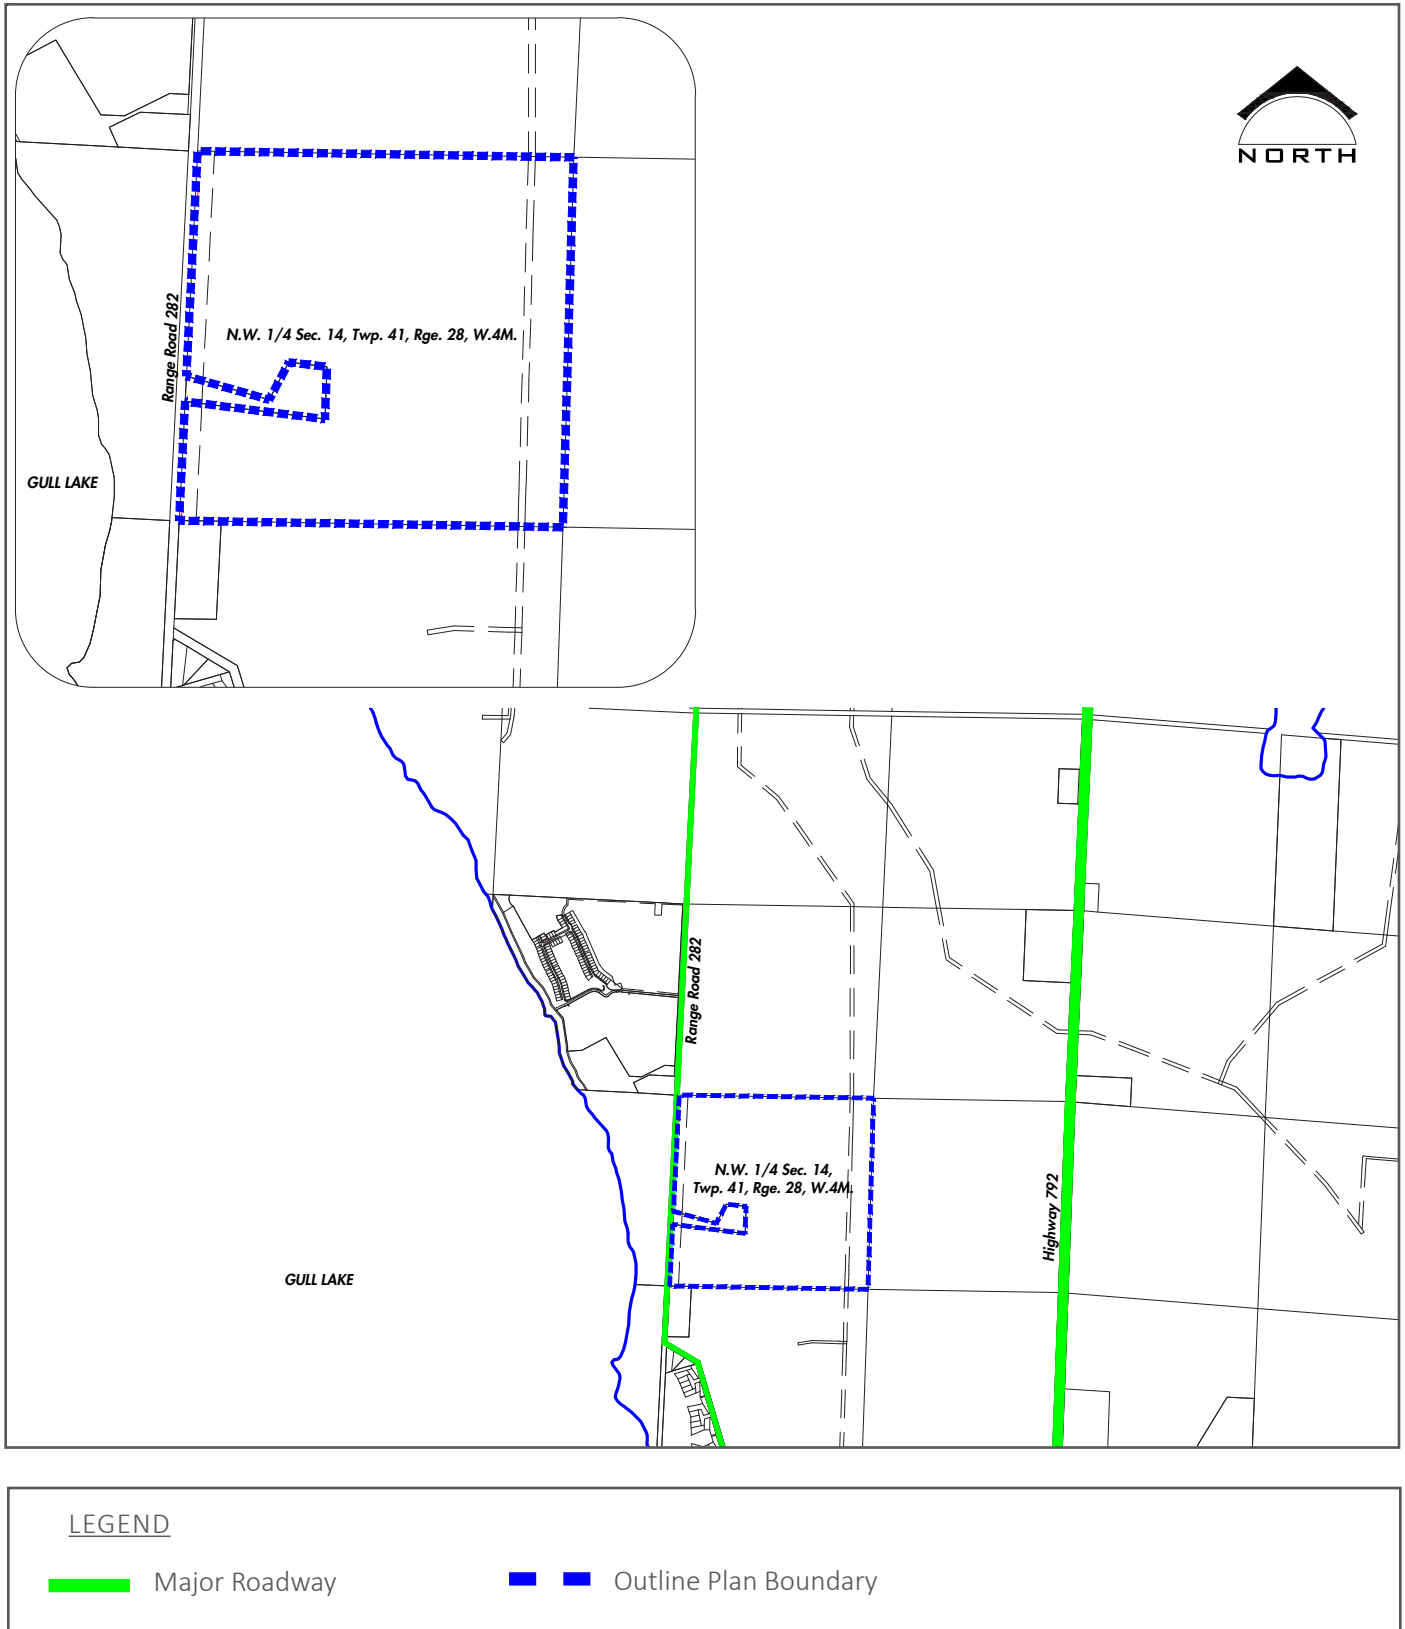 NORTH
Range Road 282
N.W. 1/4 Sec. 14, Twp. 41, Rge. 28, W.4M.
GULL LAKE
Range Road 282
N.W. 1/4 Sec. 14,
Twp. 41, Rge. 28, W.4M.
Highway 792
GULL LAKE
LEGEND
Major Roadway
Outline Plan Boundary